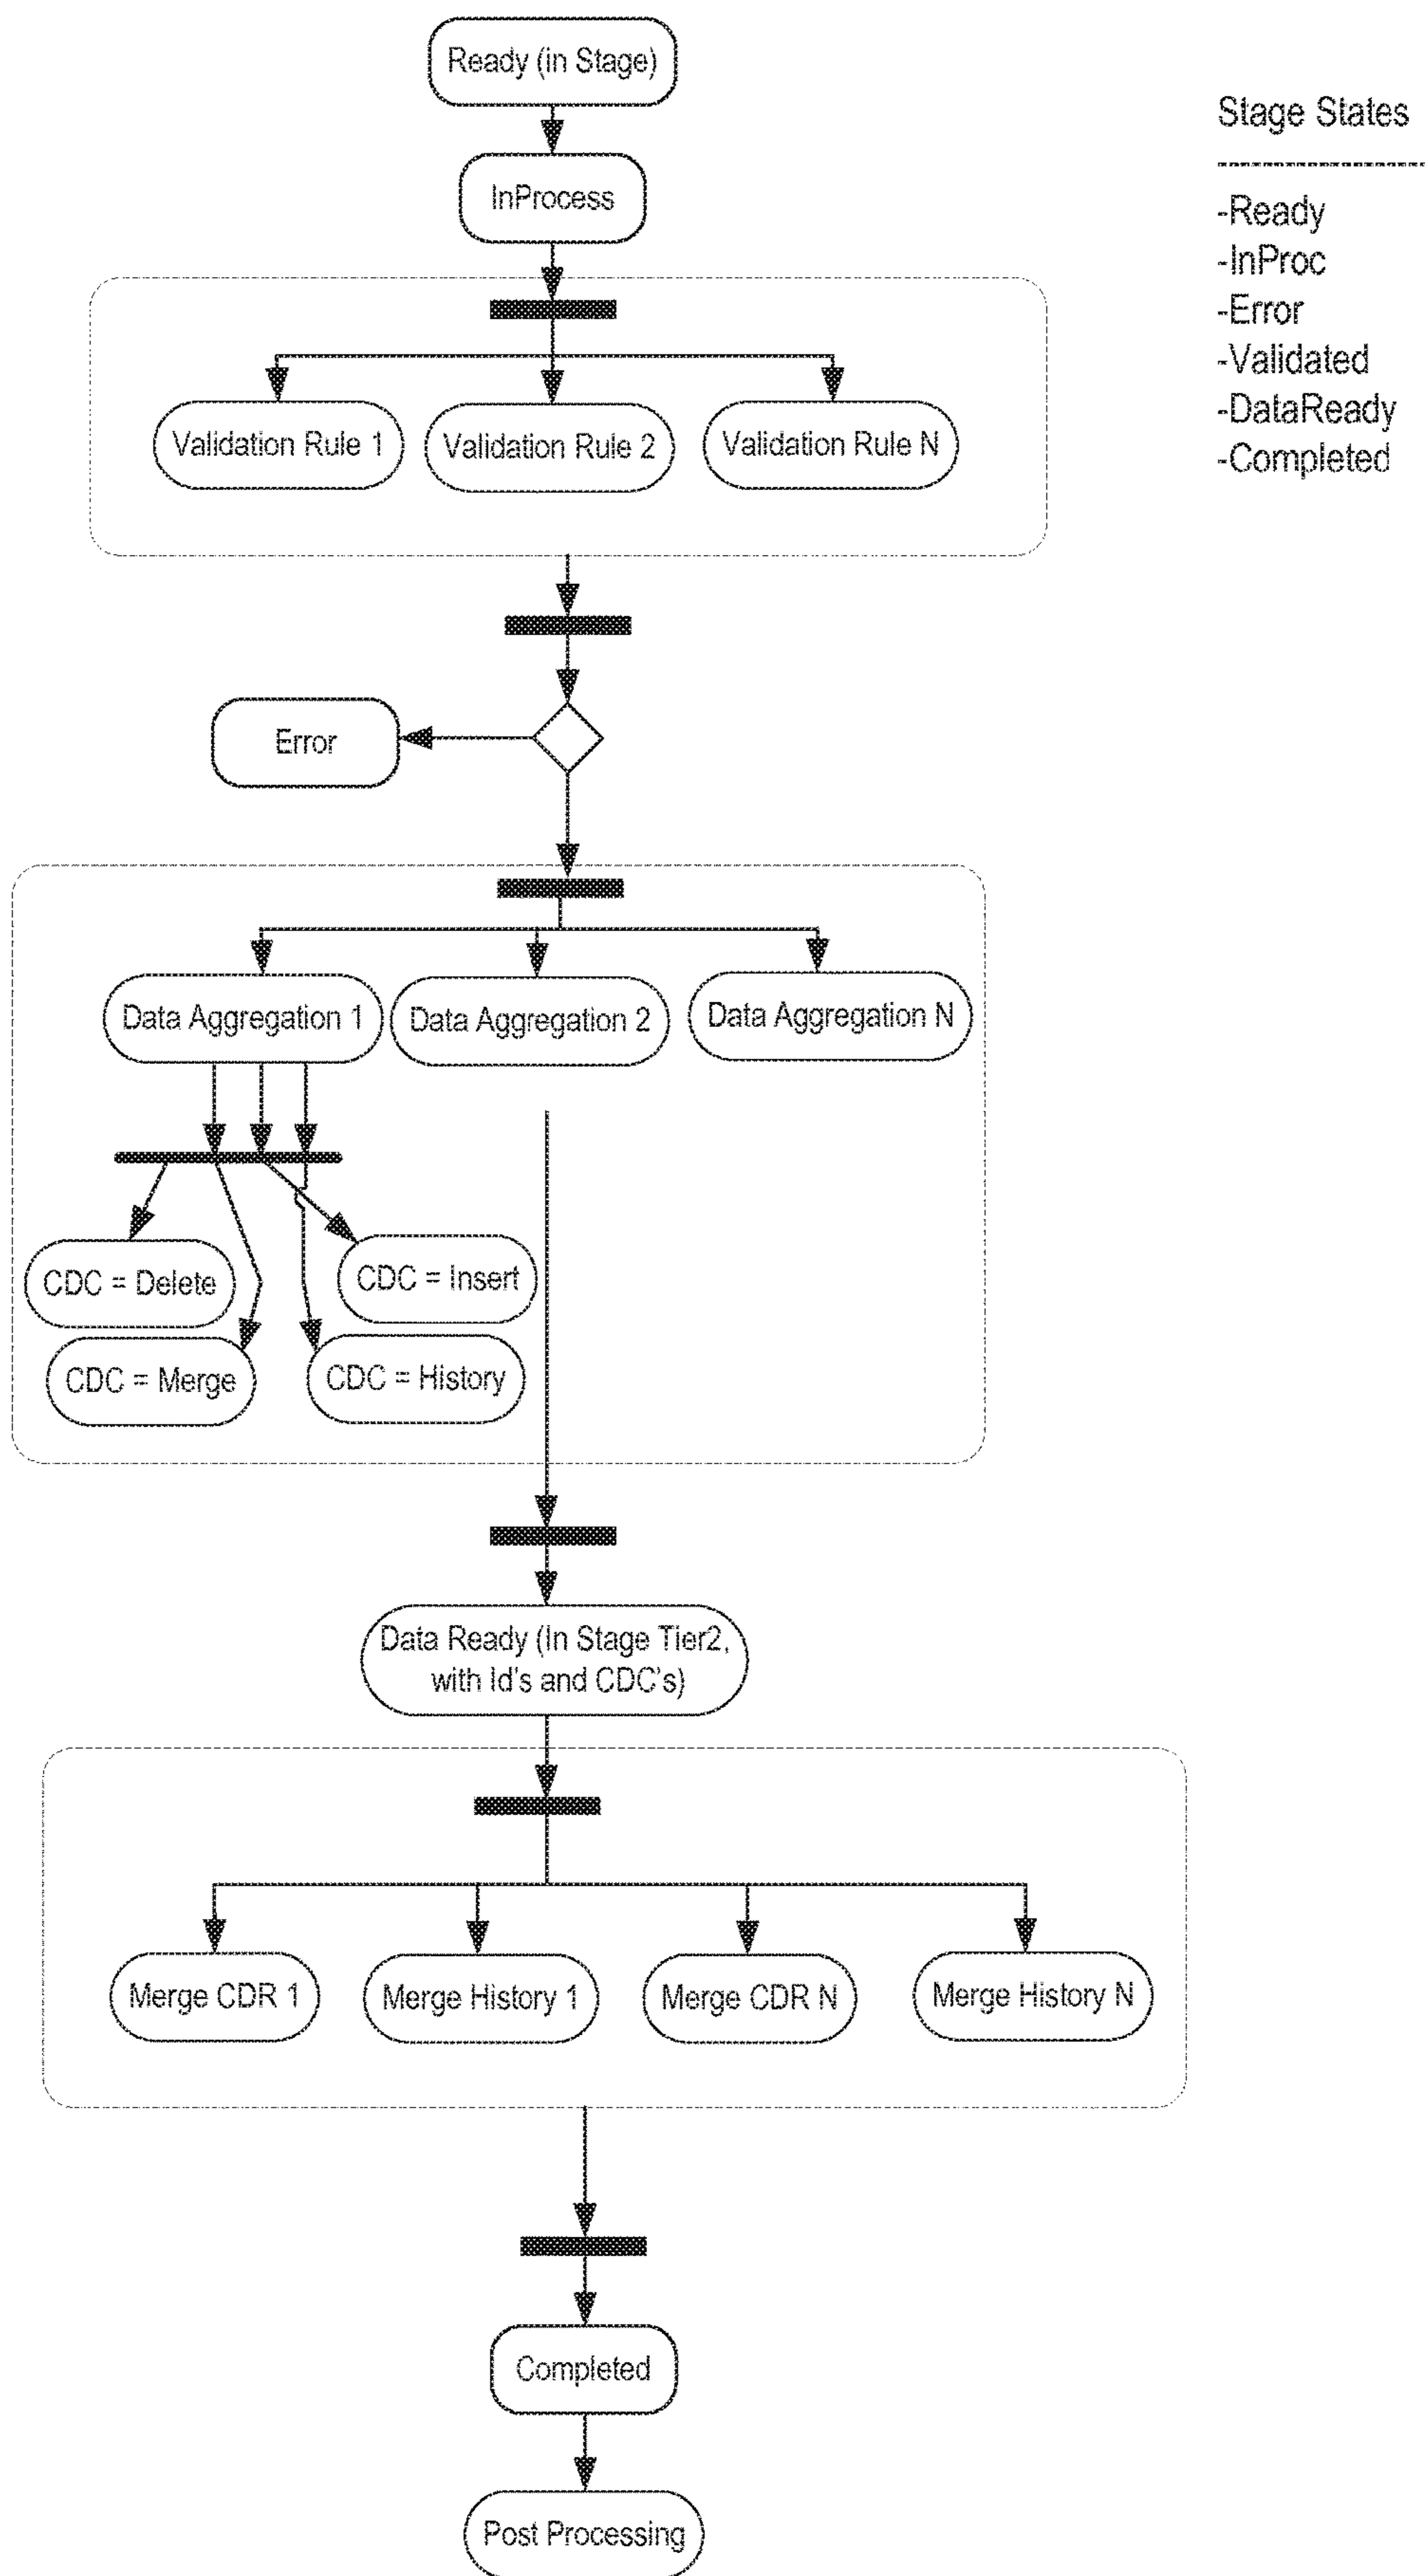 Ready (in Stage)
Stage States
--------------------
InProcess
-Ready
-InProc
-Error
-Validated
-DataReady
-Completed
Validation Rule 1
Validation Rule 2
Validation Rule N
Error
Data Aggregation 1
Data Aggregation 2
Data Aggregation N
CDC = Delete
CDC = Insert
CDC = Merge
CDC = History
Data Ready (In Stage Tier2,
with Id's and CDC's)
Merge CDR 1
Merge History 1
Merge CDR N
Merge History N
Completed
Post Processing